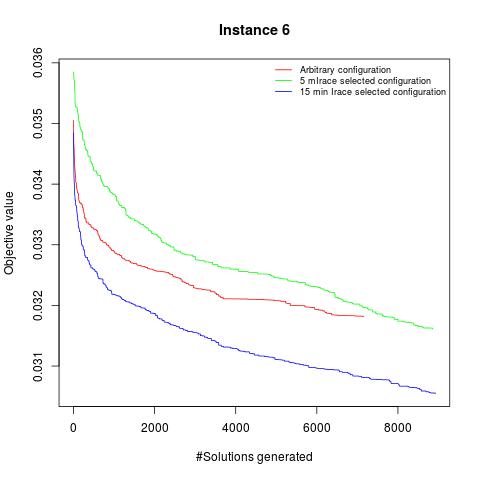 Instance 6
Arbitrary configuration
5 mIrace selected configuration
15 min Irace selected configuration
Objective value
0.036
0.035
0.034
0.033
0.032
0.031
0 2000 4000 6000 8000
#Solutions generated